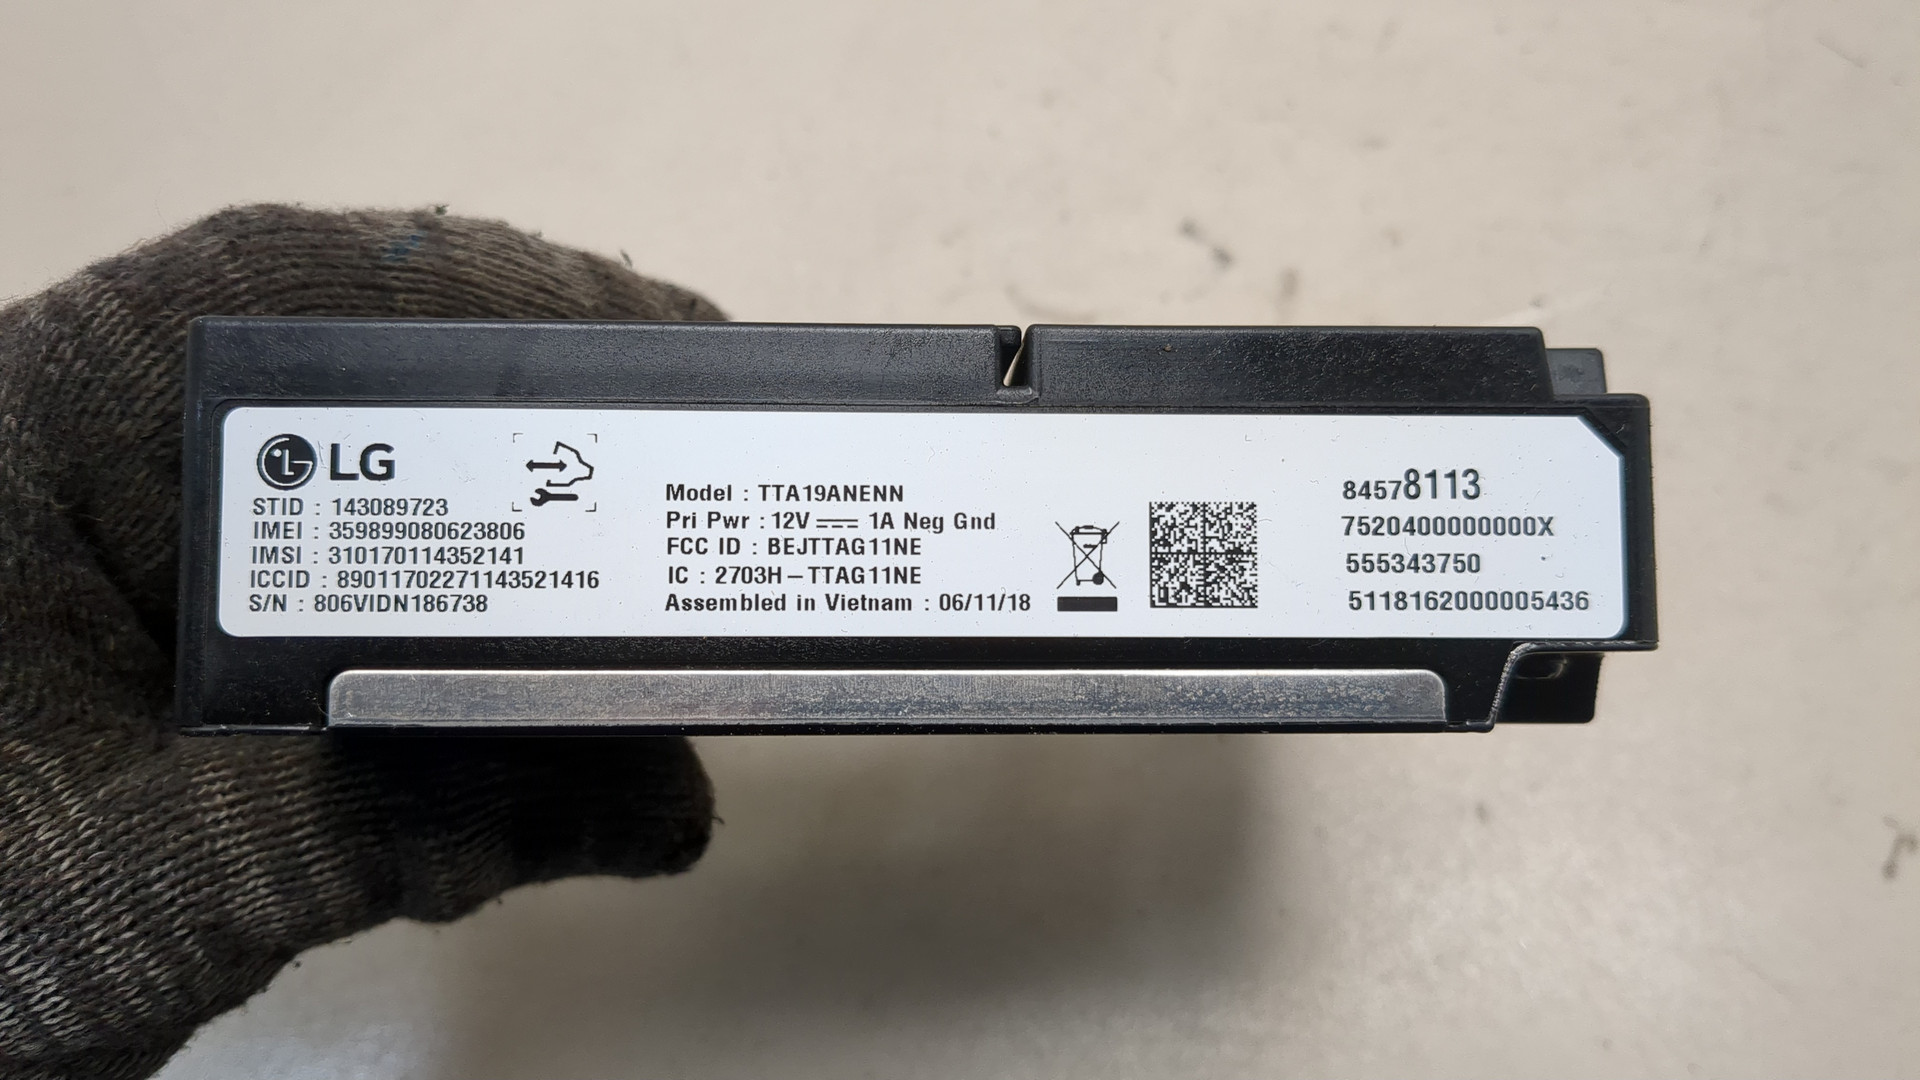 LG
STID : 143089723
IMEI : 359899080623806
IMSI : 310170114352141
ICCID : 89011702271143521416
S/N : 806VIDN186738
Model : TTA19ANENN
Pri Pwr : 12V ⎓ 1A Neg Gnd
FCC ID : BEJTTAG11NE
IC : 2703H–TTAG11NE
Assembled in Vietnam : 06/11/18
84578113
7520400000000X
555343750
5118162000005436